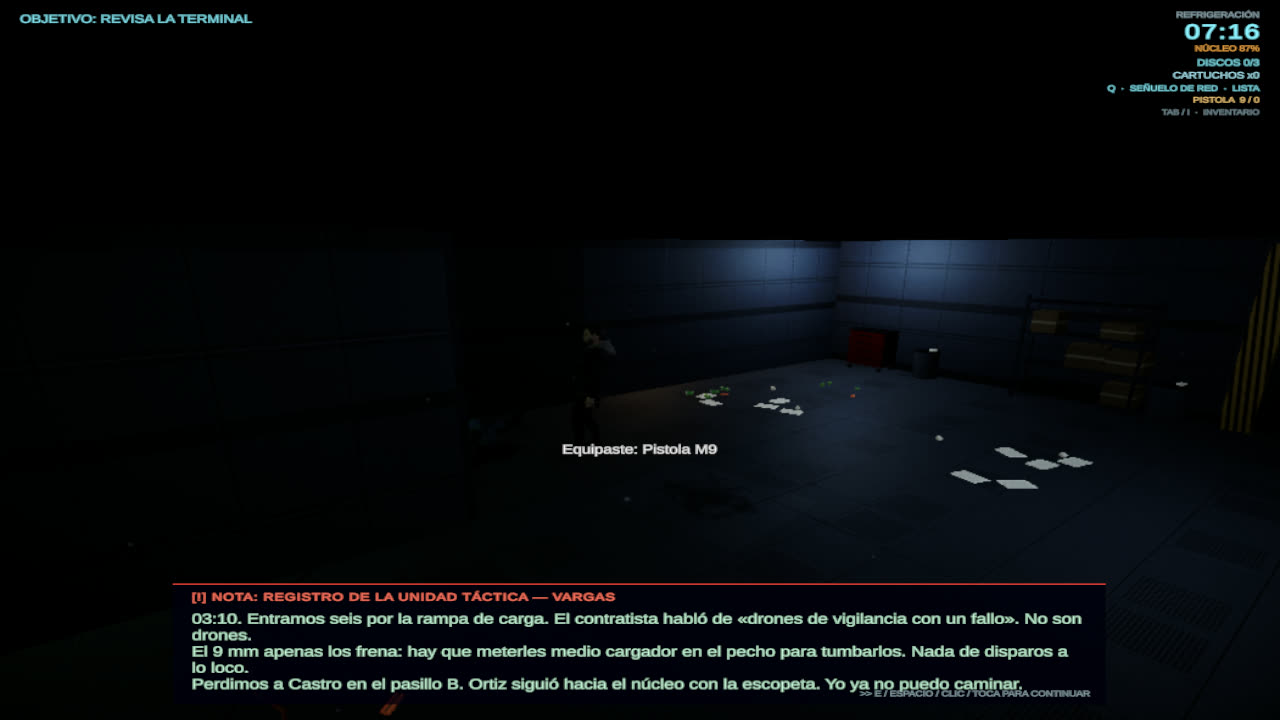 OBJETIVO: REVISA LA TERMINAL
REFRIGERACIÓN
07:16
NÚCLEO 87%
DISCOS 0/3
CARTUCHOS x0
Q · SEÑUELO DE RED · LISTA
PISTOLA 9 / 0
TAB / I · INVENTARIO
Equipaste: Pistola M9
[!] NOTA: REGISTRO DE LA UNIDAD TÁCTICA — VARGAS
03:10. Entramos seis por la rampa de carga. El contratista habló de «drones de vigilancia con un fallo». No son
drones.
El 9 mm apenas los frena: hay que meterles medio cargador en el pecho para tumbarlos. Nada de disparos a
lo loco.
Perdimos a Castro en el pasillo B. Ortiz siguió hacia el núcleo con la escopeta. Yo ya no puedo caminar.
>> E / ESPACIO / CLIC / TOCA PARA CONTINUAR